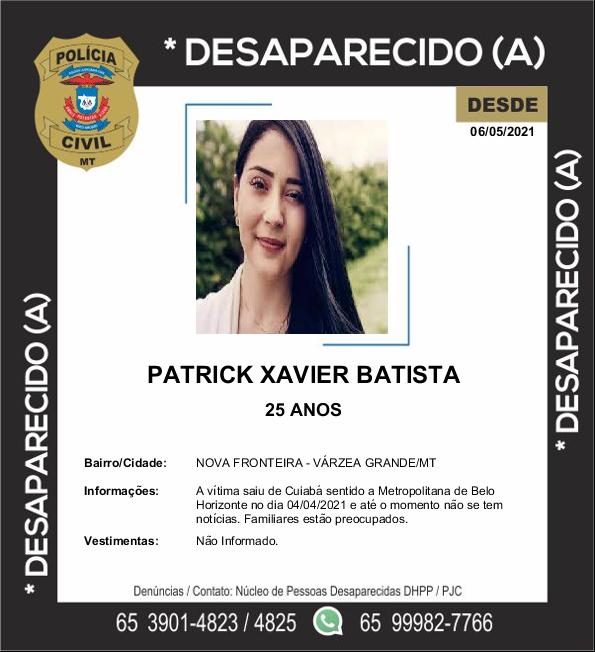 * DESAPARECIDO (A)
POLÍCIA
CIVIL
MT
DESDE
06/05/2021
* DESAPARECIDO (A)
* DESAPARECIDO (A)
PATRICK XAVIER BATISTA
25 ANOS
Bairro/Cidade: NOVA FRONTEIRA - VÁRZEA GRANDE/MT
Informações: A vítima saiu de Cuiabá sentido a Metropolitana de Belo
Horizonte no dia 04/04/2021 e até o momento não se tem
notícias. Familiares estão preocupados.
Vestimentas: Não Informado.
Denúncias / Contato: Núcleo de Pessoas Desaparecidas DHPP / PJC
65 3901-4823 / 4825 65 99982-7766